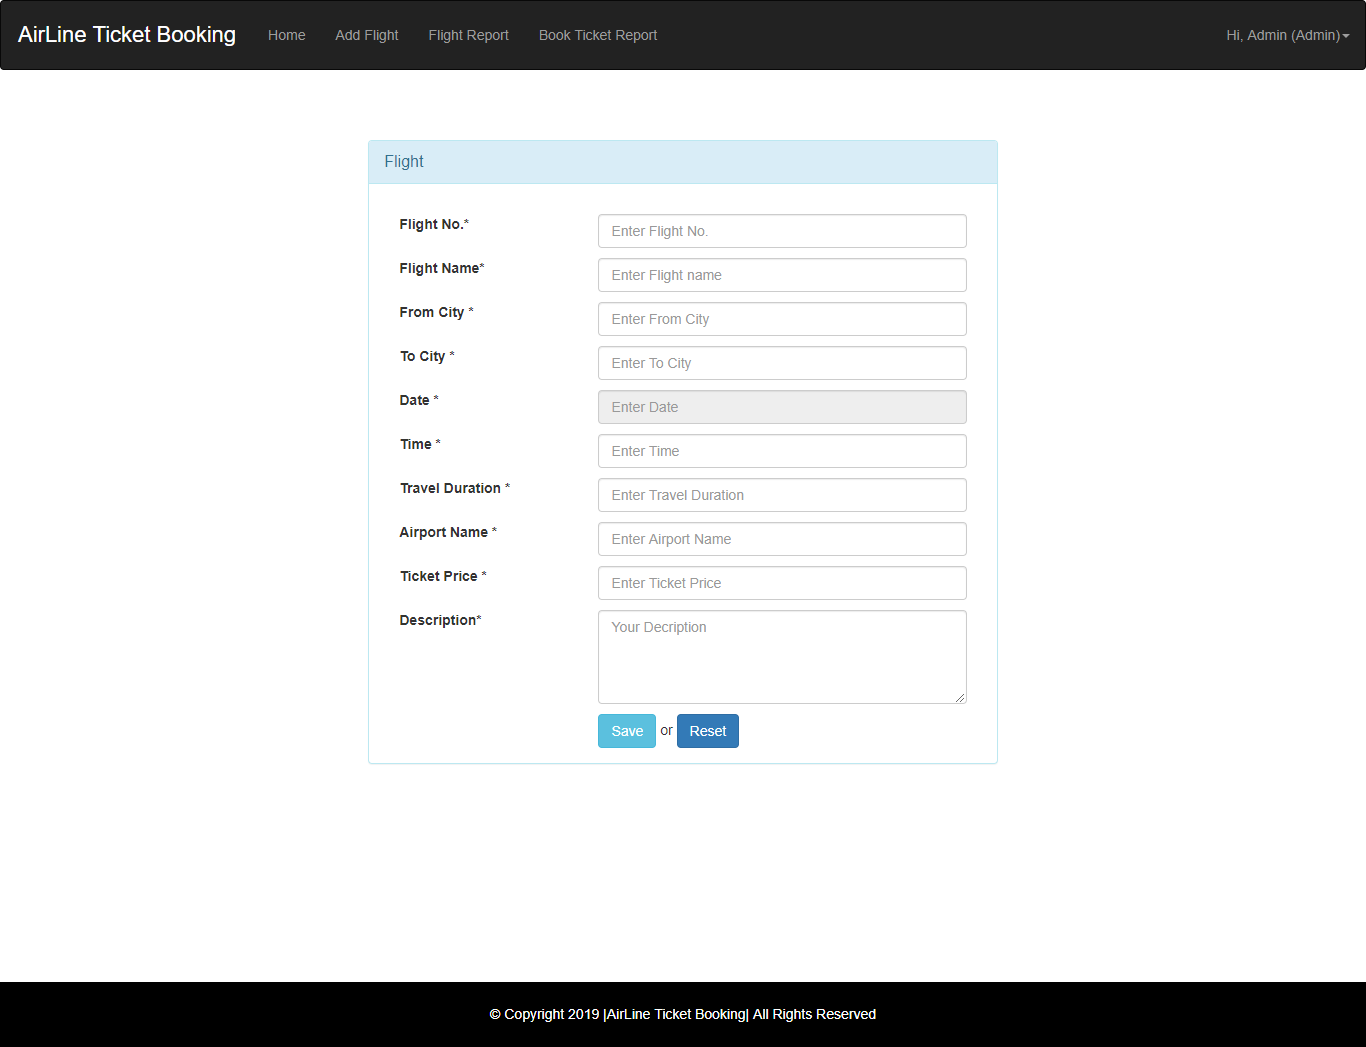 AirLine Ticket Booking Home Add Flight Flight Report Book Ticket Report Hi, Admin (Admin)
Flight
Flight No.* Enter Flight No.
Flight Name* Enter Flight name
From City * Enter From City
To City * Enter To City
Date * Enter Date
Time * Enter Time
Travel Duration * Enter Travel Duration
Airport Name * Enter Airport Name
Ticket Price * Enter Ticket Price
Description* Your Decription
Save or Reset
© Copyright 2019 |AirLine Ticket Booking| All Rights Reserved